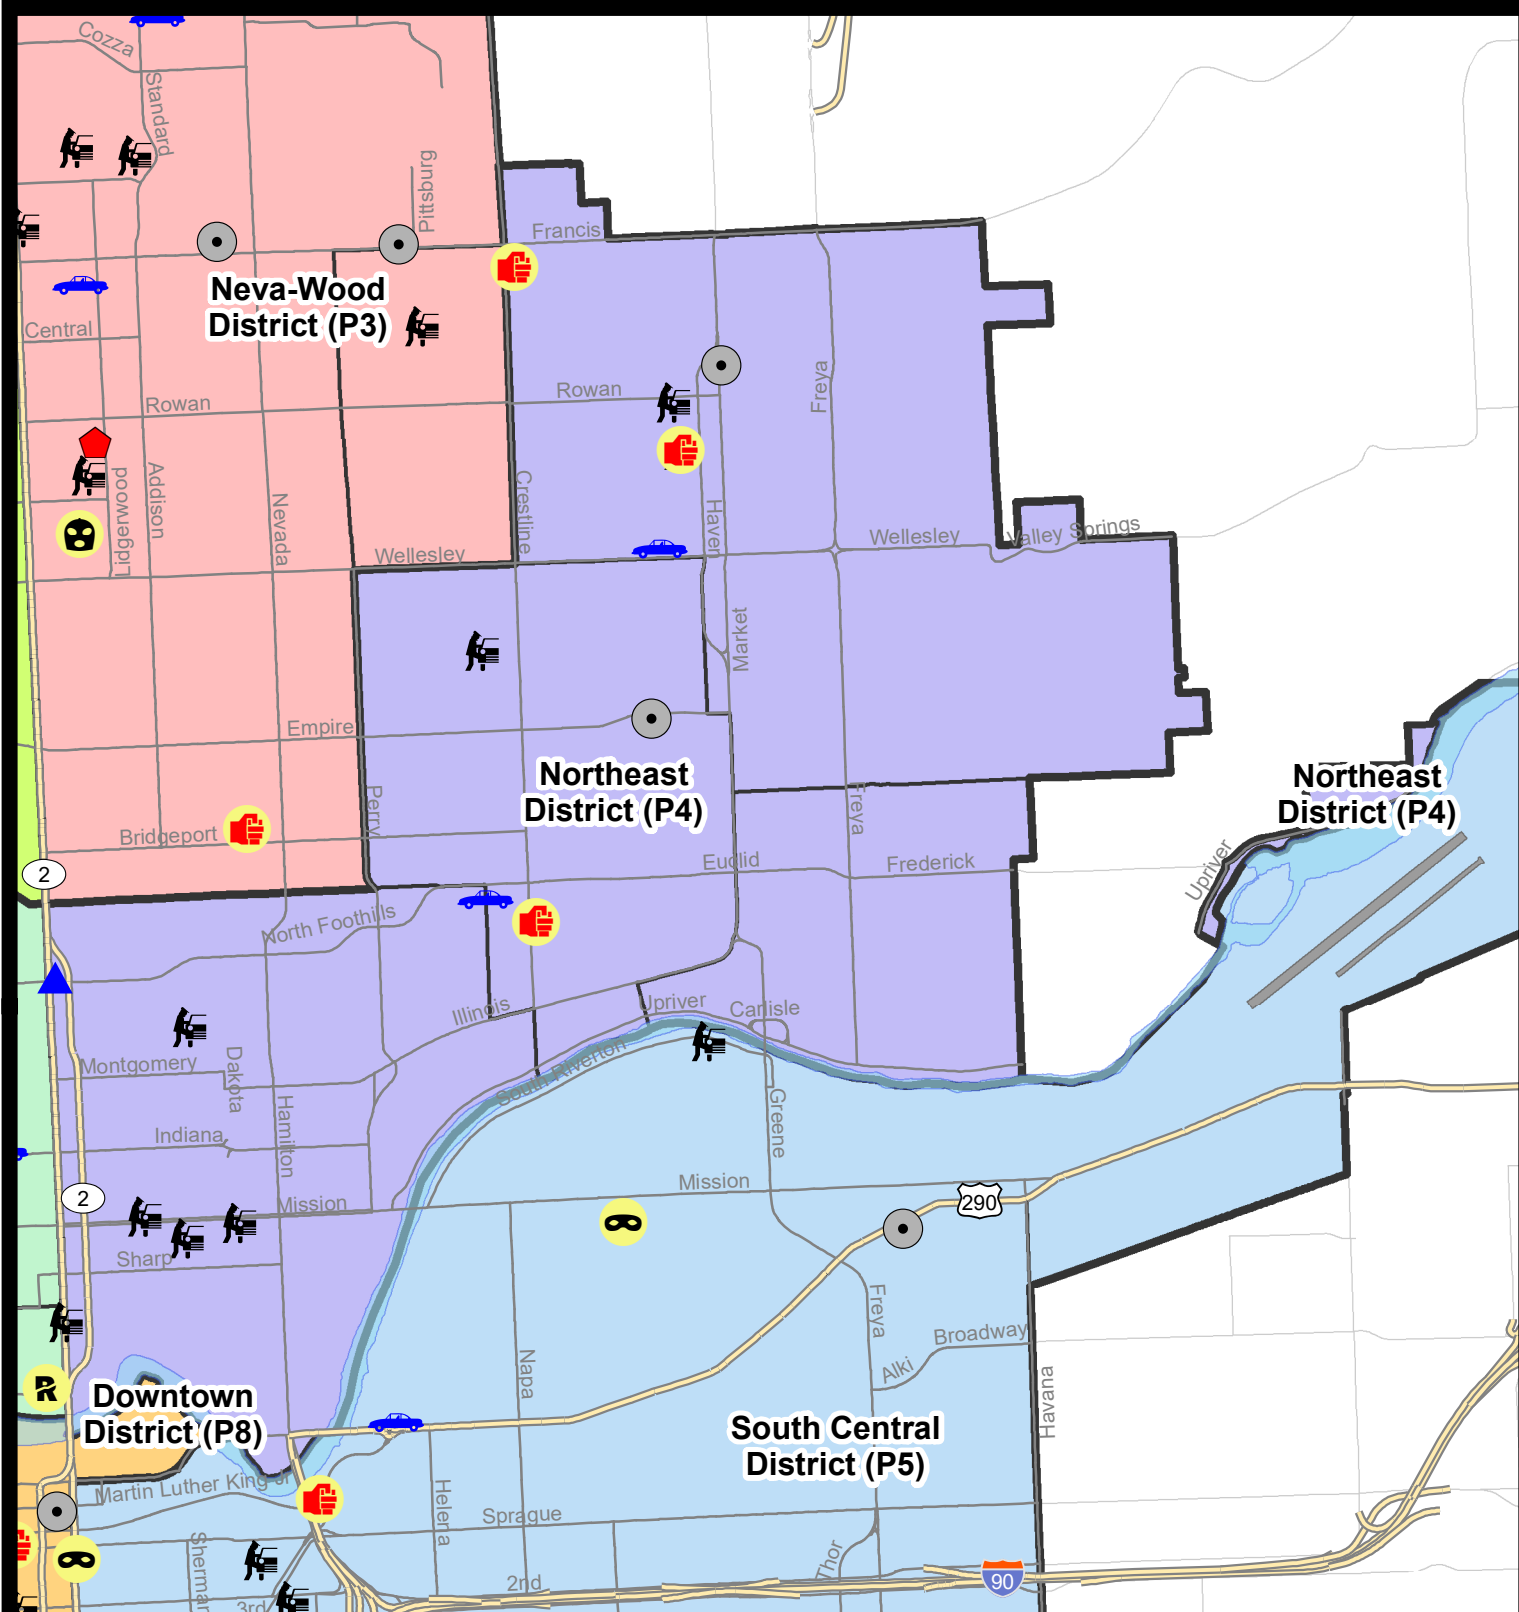 Cozza
Standard
Pittsburg
Francis
Neva-Wood
District (P3)
Central
Rowan
Rowan
Freya
Lidgerwood
Addison
Nevada
Crestline
Haven
Wellesley
Wellesley
Valley Springs
Market
Empire
Northeast
District (P4)
Northeast
District (P4)
Perry
Freya
Bridgeport
Euclid
Frederick
Upriver
2
North Foothills
Illinois
Upriver
Carlisle
Montgomery
Dakota
South Riverton
Hamilton
Greene
Indiana
Mission
2
Mission
290
Sharp
Freya
Broadway
Alki
Napa
Havana
Downtown
District (P8)
R
South Central
District (P5)
Martin Luther King Jr
Helena
Sprague
Sherman
Thor
2nd
90
3rd